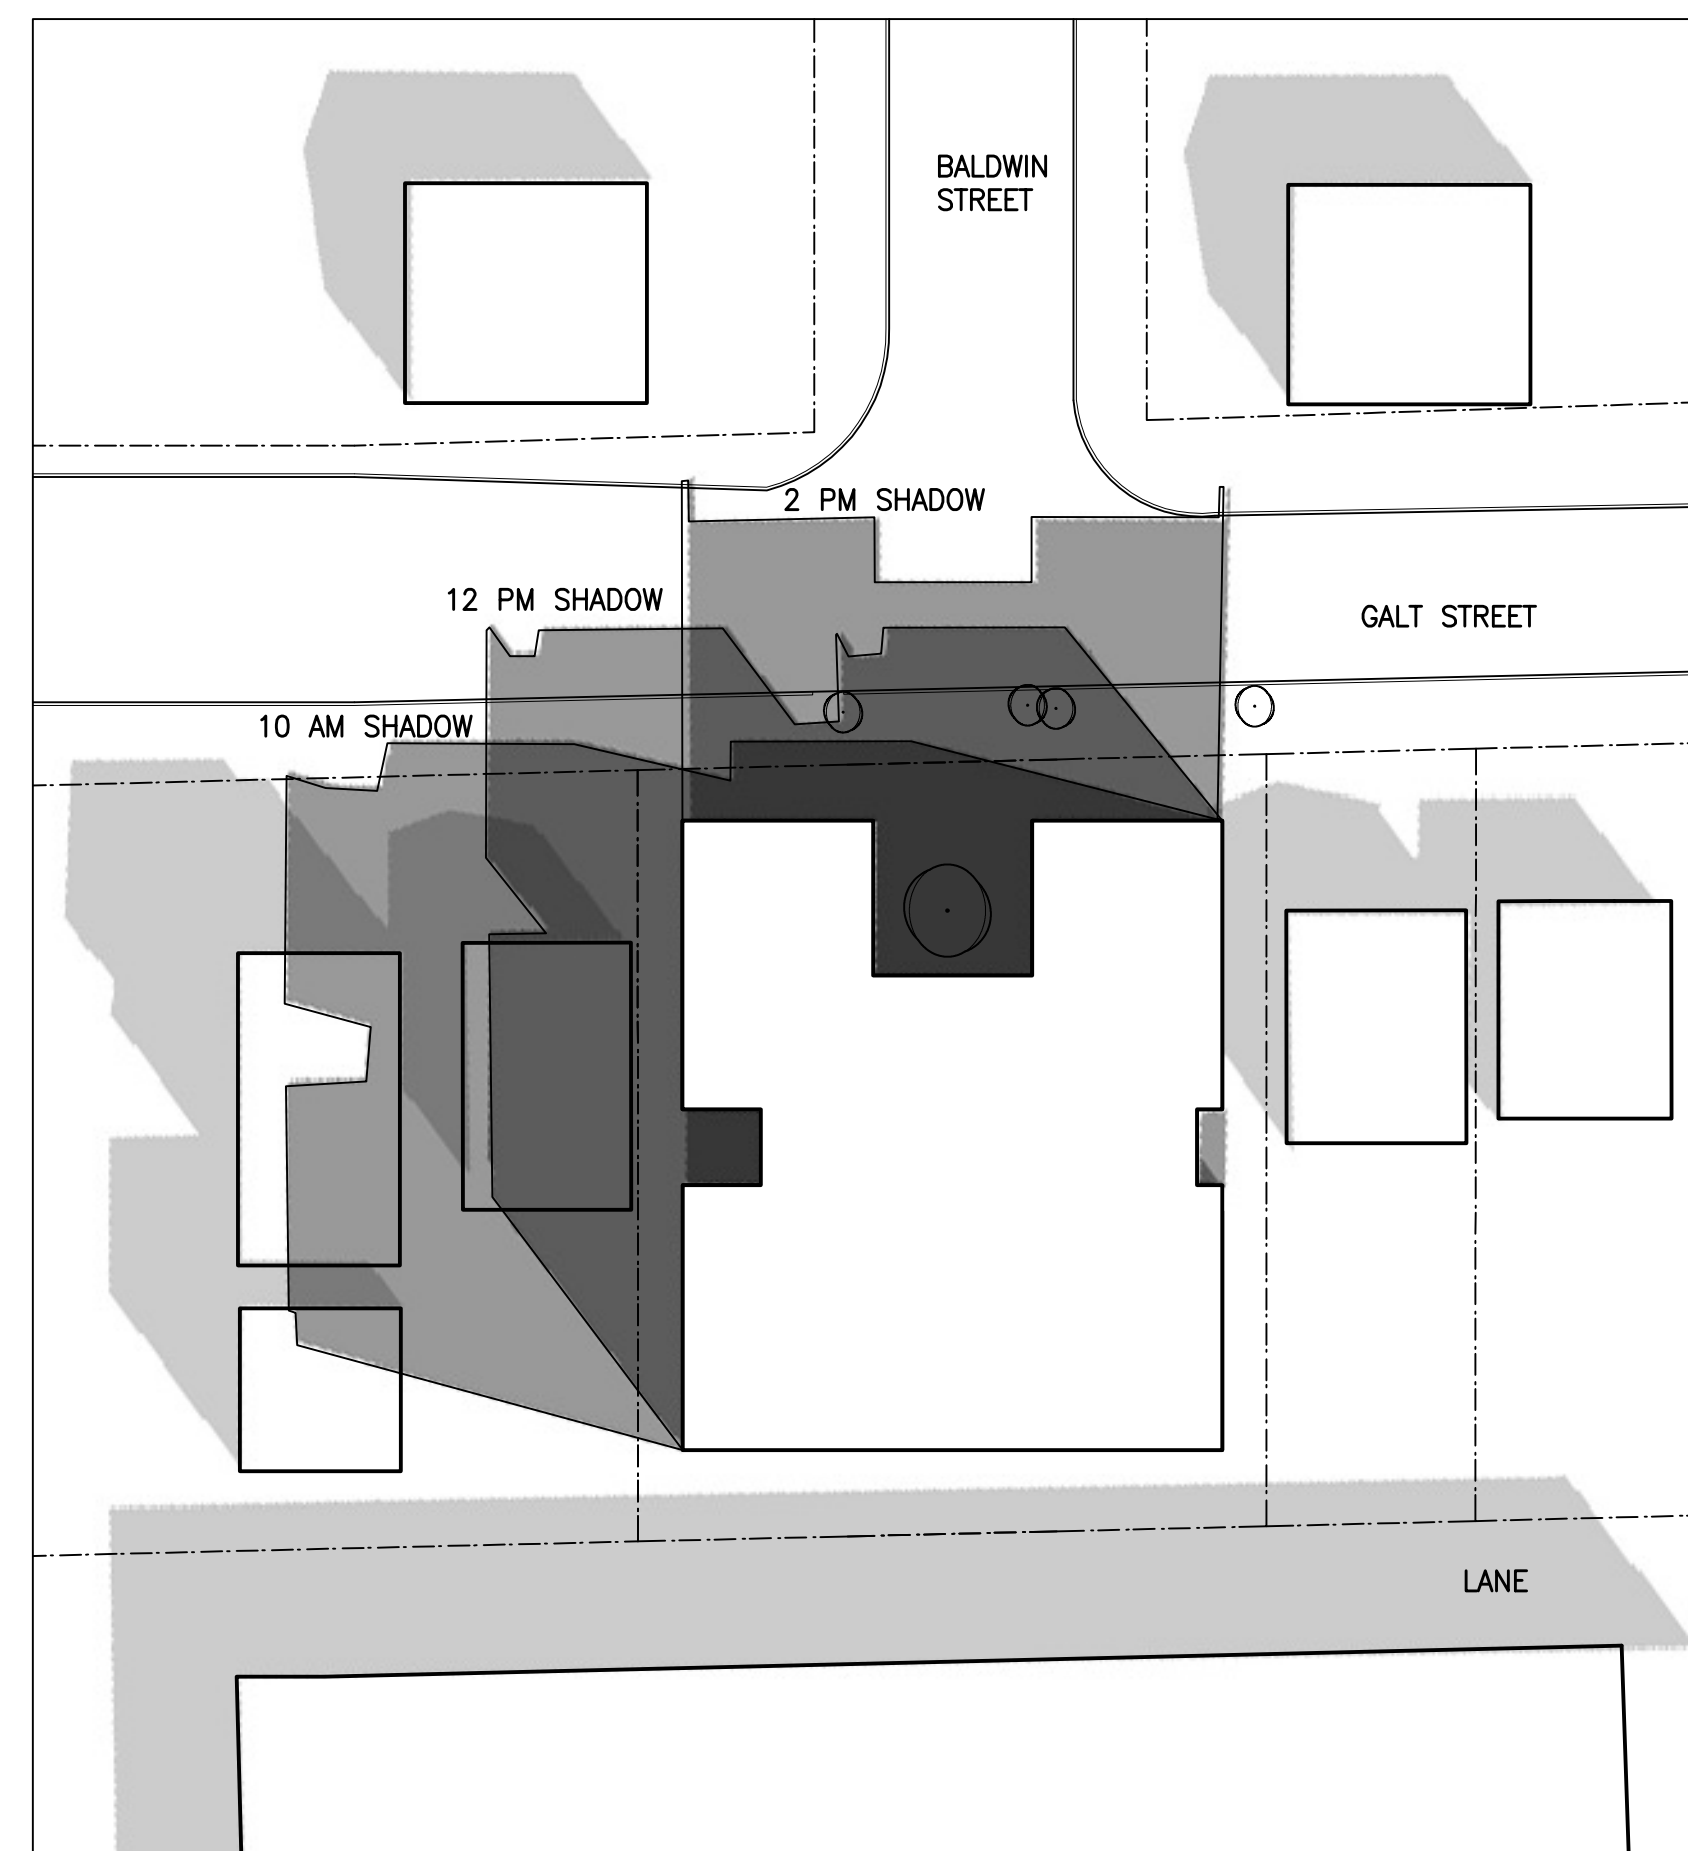 BALDWIN
STREET
2 PM SHADOW
12 PM SHADOW
GALT STREET
10 AM SHADOW
LANE